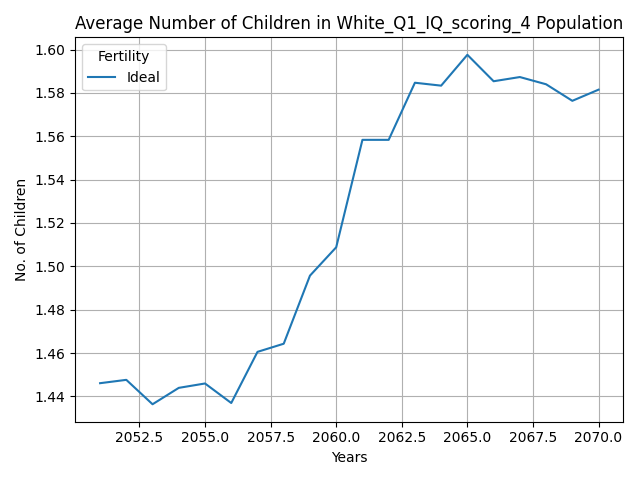 Average Number of Children in White_Q1_IQ_scoring_4 Population
Fertility
Ideal
1.60
1.58
1.56
1.54
1.52
1.50
1.48
1.46
1.44
No. of Children
2052.5 2055.0 2057.5 2060.0 2062.5 2065.0 2067.5 2070.0
Years